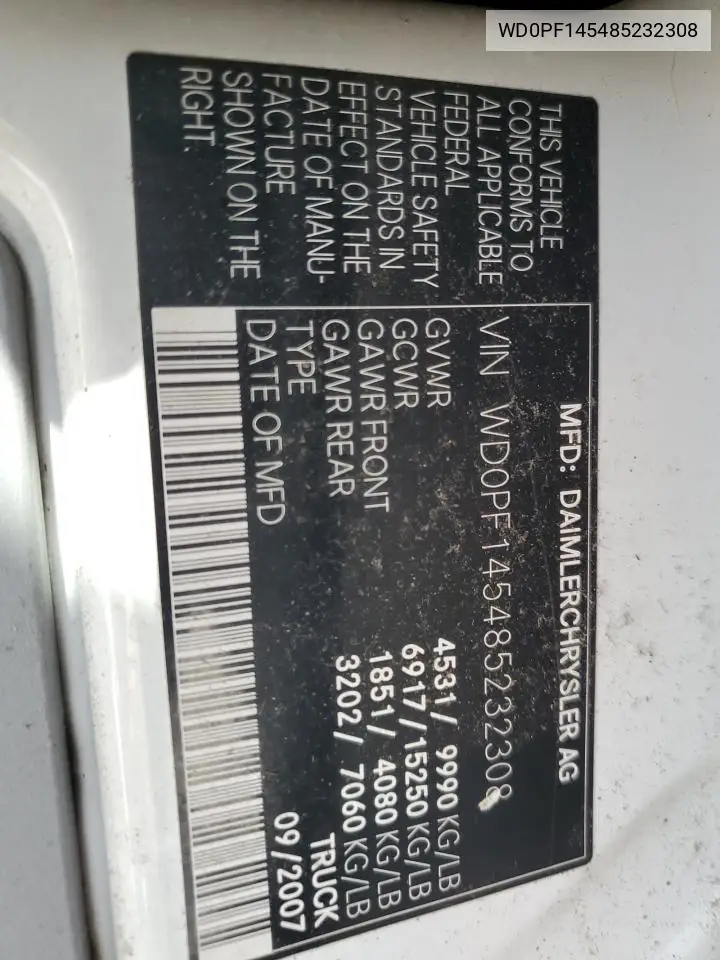 WD0PF145485232308
THIS VEHICLE
CONFORMS TO
ALL APPLICABLE
FEDERAL
VEHICLE SAFETY
STANDARDS IN
EFFECT ON THE
DATE OF MANU-
FACTURE
SHOWN ON THE
RIGHT.
MFD: DAIMLERCHRYSLER AG
VIN WD0PF145485232308
GVWR 4531/ 9990 KG/LB
GCWR 6917/15250 KG/LB
GAWR FRONT 1851/ 4080 KG/LB
GAWR REAR 3202/ 7060 KG/LB
TYPE TRUCK
DATE OF MFD 09/2007